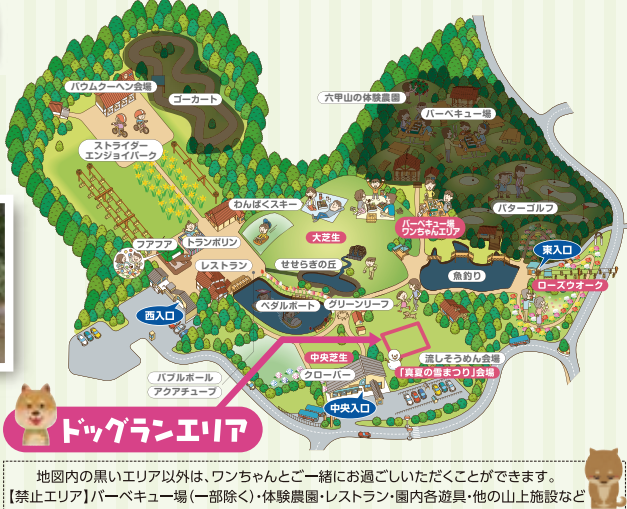 バウムクーヘン会場
ゴーカート
六甲山の体験農園
バーベキュー場
ストライダー
エンジョイパーク
わんぱくスキー
大芝生
バーベキュー場
ワンちゃんエリア
パターゴルフ
フアフア
トランポリン
レストラン
せせらぎの丘
魚釣り
東入口
ローズウオーク
西入口
ペダルボート
グリーンリーフ
中央芝生
流しそうめん会場
「真夏の雪まつり」会場
バブルボール
アクアチューブ
クローバー
中央入口
ドッグランエリア
地図内の黒いエリア以外は、ワンちゃんとご一緒にお過ごしいただくことができます。
【禁止エリア】バーベキュー場（一部除く）・体験農園・レストラン・園内各遊具・他の山上施設など